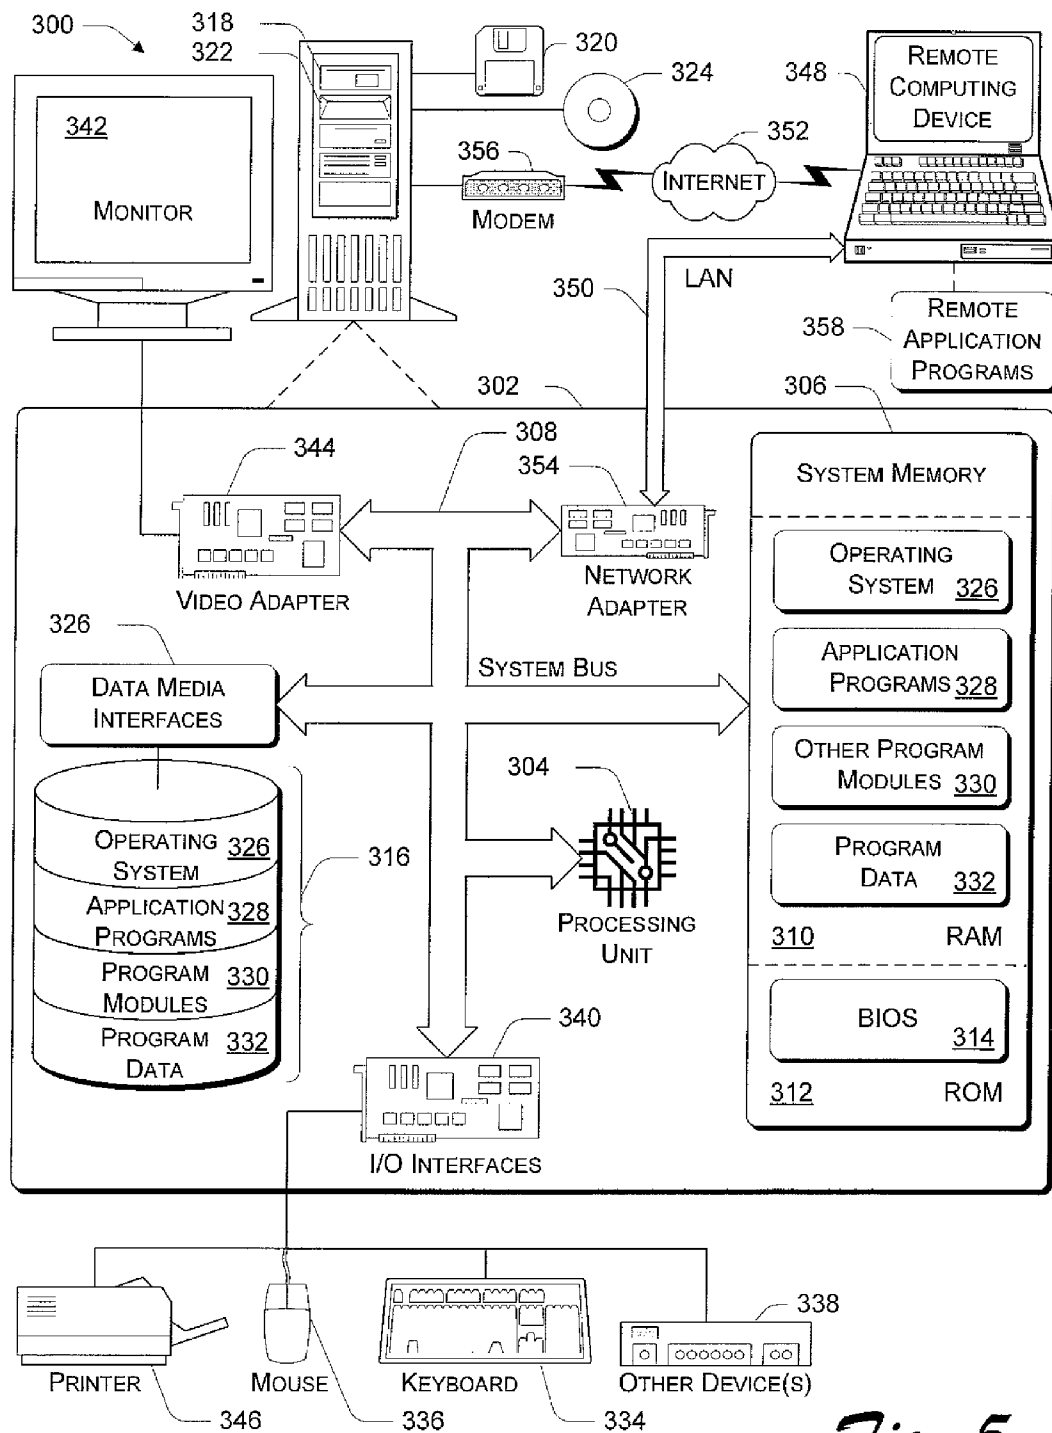 300
318
322
320
324
348
REMOTE
COMPUTING
DEVICE
342
MONITOR
356
MODEM
352
INTERNET
350
LAN
358
REMOTE
APPLICATION
PROGRAMS
302
306
344
308
354
SYSTEM MEMORY
VIDEO ADAPTER
NETWORK
ADAPTER
OPERATING
SYSTEM 326
326
DATA MEDIA
INTERFACES
SYSTEM BUS
APPLICATION
PROGRAMS 328
OTHER PROGRAM
MODULES 330
304
PROCESSING
UNIT
PROGRAM
DATA 332
310 RAM
OPERATING 326
SYSTEM
316
APPLICATION 328
PROGRAMS
PROGRAM 330
MODULES
PROGRAM 332
DATA
BIOS 314
312 ROM
340
I/O INTERFACES
PRINTER
346
MOUSE
336
KEYBOARD
334
338
OTHER DEVICE(S)
Fig. 5